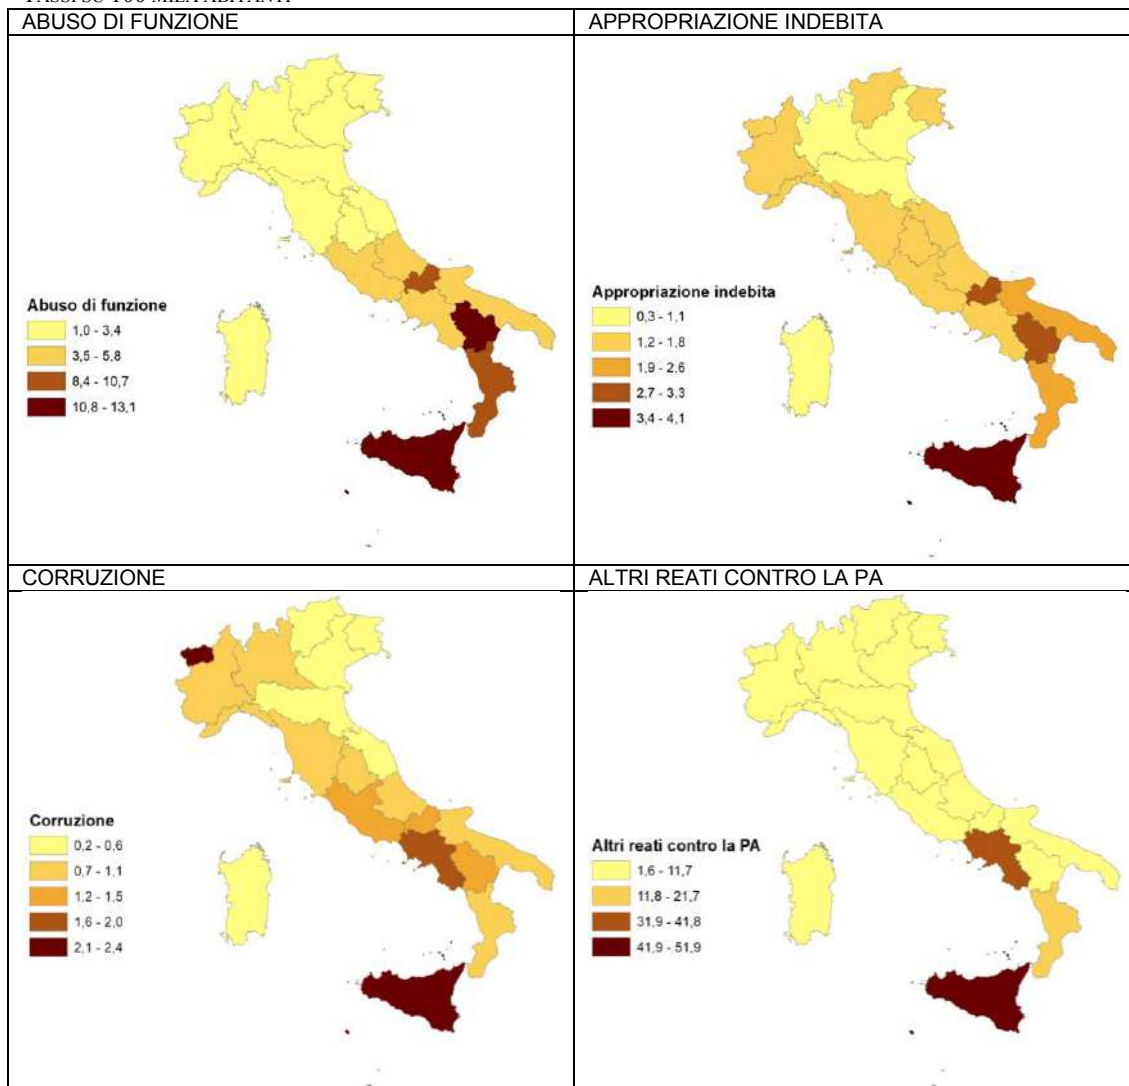 TASSI SU 100 MILA ABITANTI
ABUSO DI FUNZIONE
APPROPRIAZIONE INDEBITA
Abuso di funzione
1,0 - 3,4
3,5 - 5,8
8,4 - 10,7
10,8 - 13,1
Appropriazione indebita
0,3 - 1,1
1,2 - 1,8
1,9 - 2,6
2,7 - 3,3
3,4 - 4,1
CORRUZIONE
ALTRI REATI CONTRO LA PA
Corruzione
0,2 - 0,6
0,7 - 1,1
1,2 - 1,5
1,6 - 2,0
2,1 - 2,4
Altri reati contro la PA
1,6 - 11,7
11,8 - 21,7
31,9 - 41,8
41,9 - 51,9